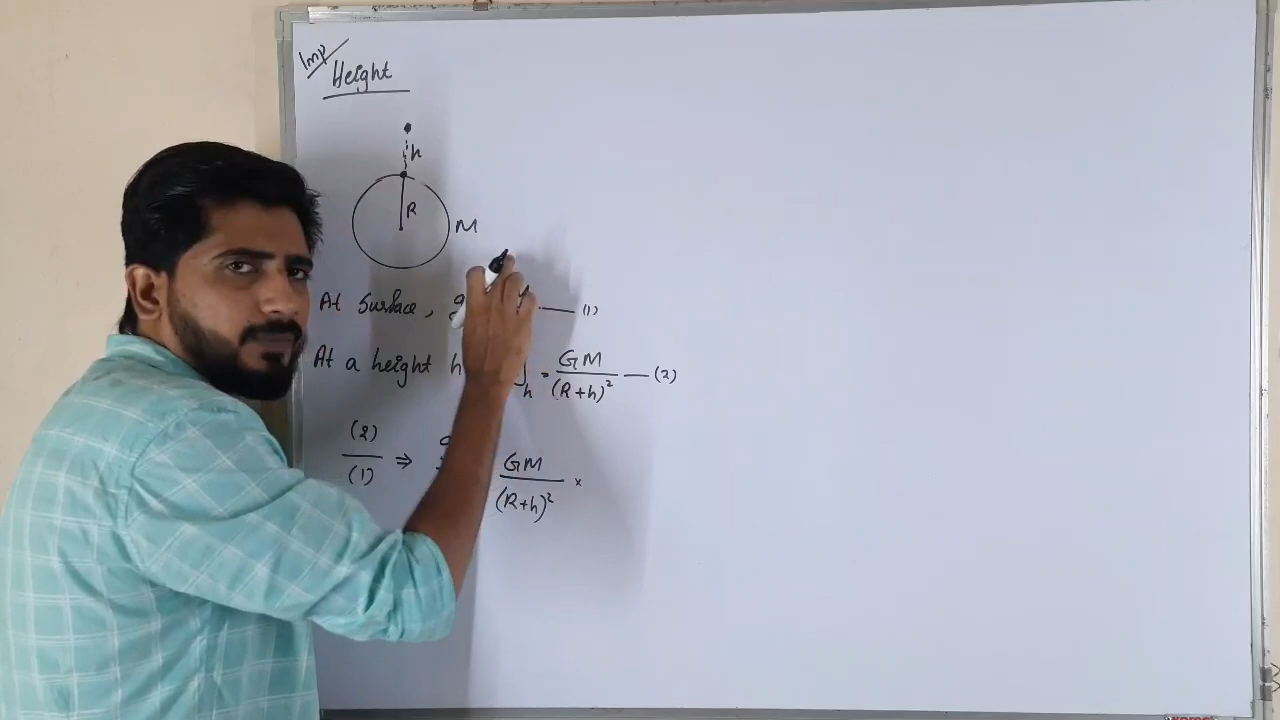 Imp
Height
h
R
M
At Surface, g — (1)
At a height h
h = GM / (R+h)² — (2)
(2) / (1) ⇒ GM / (R+h)² ×